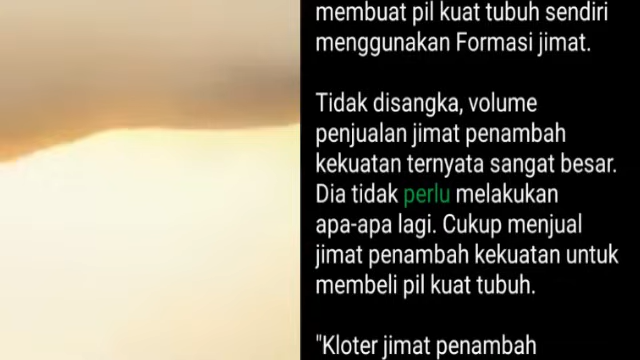 membuat pil kuat tubuh sendiri
menggunakan Formasi jimat.
Tidak disangka, volume
penjualan jimat penambah
kekuatan ternyata sangat besar.
Dia tidak perlu melakukan
apa-apa lagi. Cukup menjual
jimat penambah kekuatan untuk
membeli pil kuat tubuh.
"Kloter jimat penambah